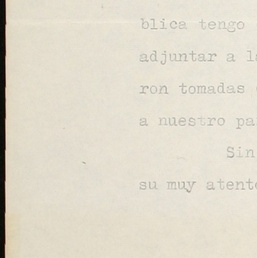 blica tengo
adjuntar a l
ron tomadas
a nuestro pa
Sin
su muy atent